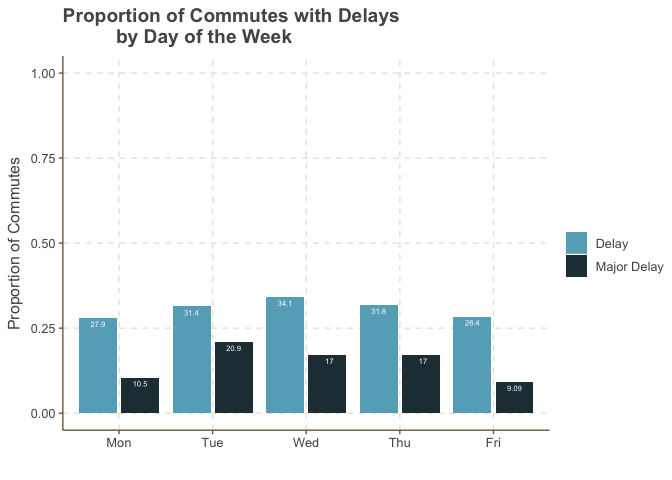 Proportion of Commutes with Delays
by Day of the Week
Proportion of Commutes
1.00
0.75
0.50
0.25
0.00
27.9
10.5
31.4
20.9
34.1
17
31.8
17
28.4
9.09
Mon
Tue
Wed
Thu
Fri
Delay
Major Delay